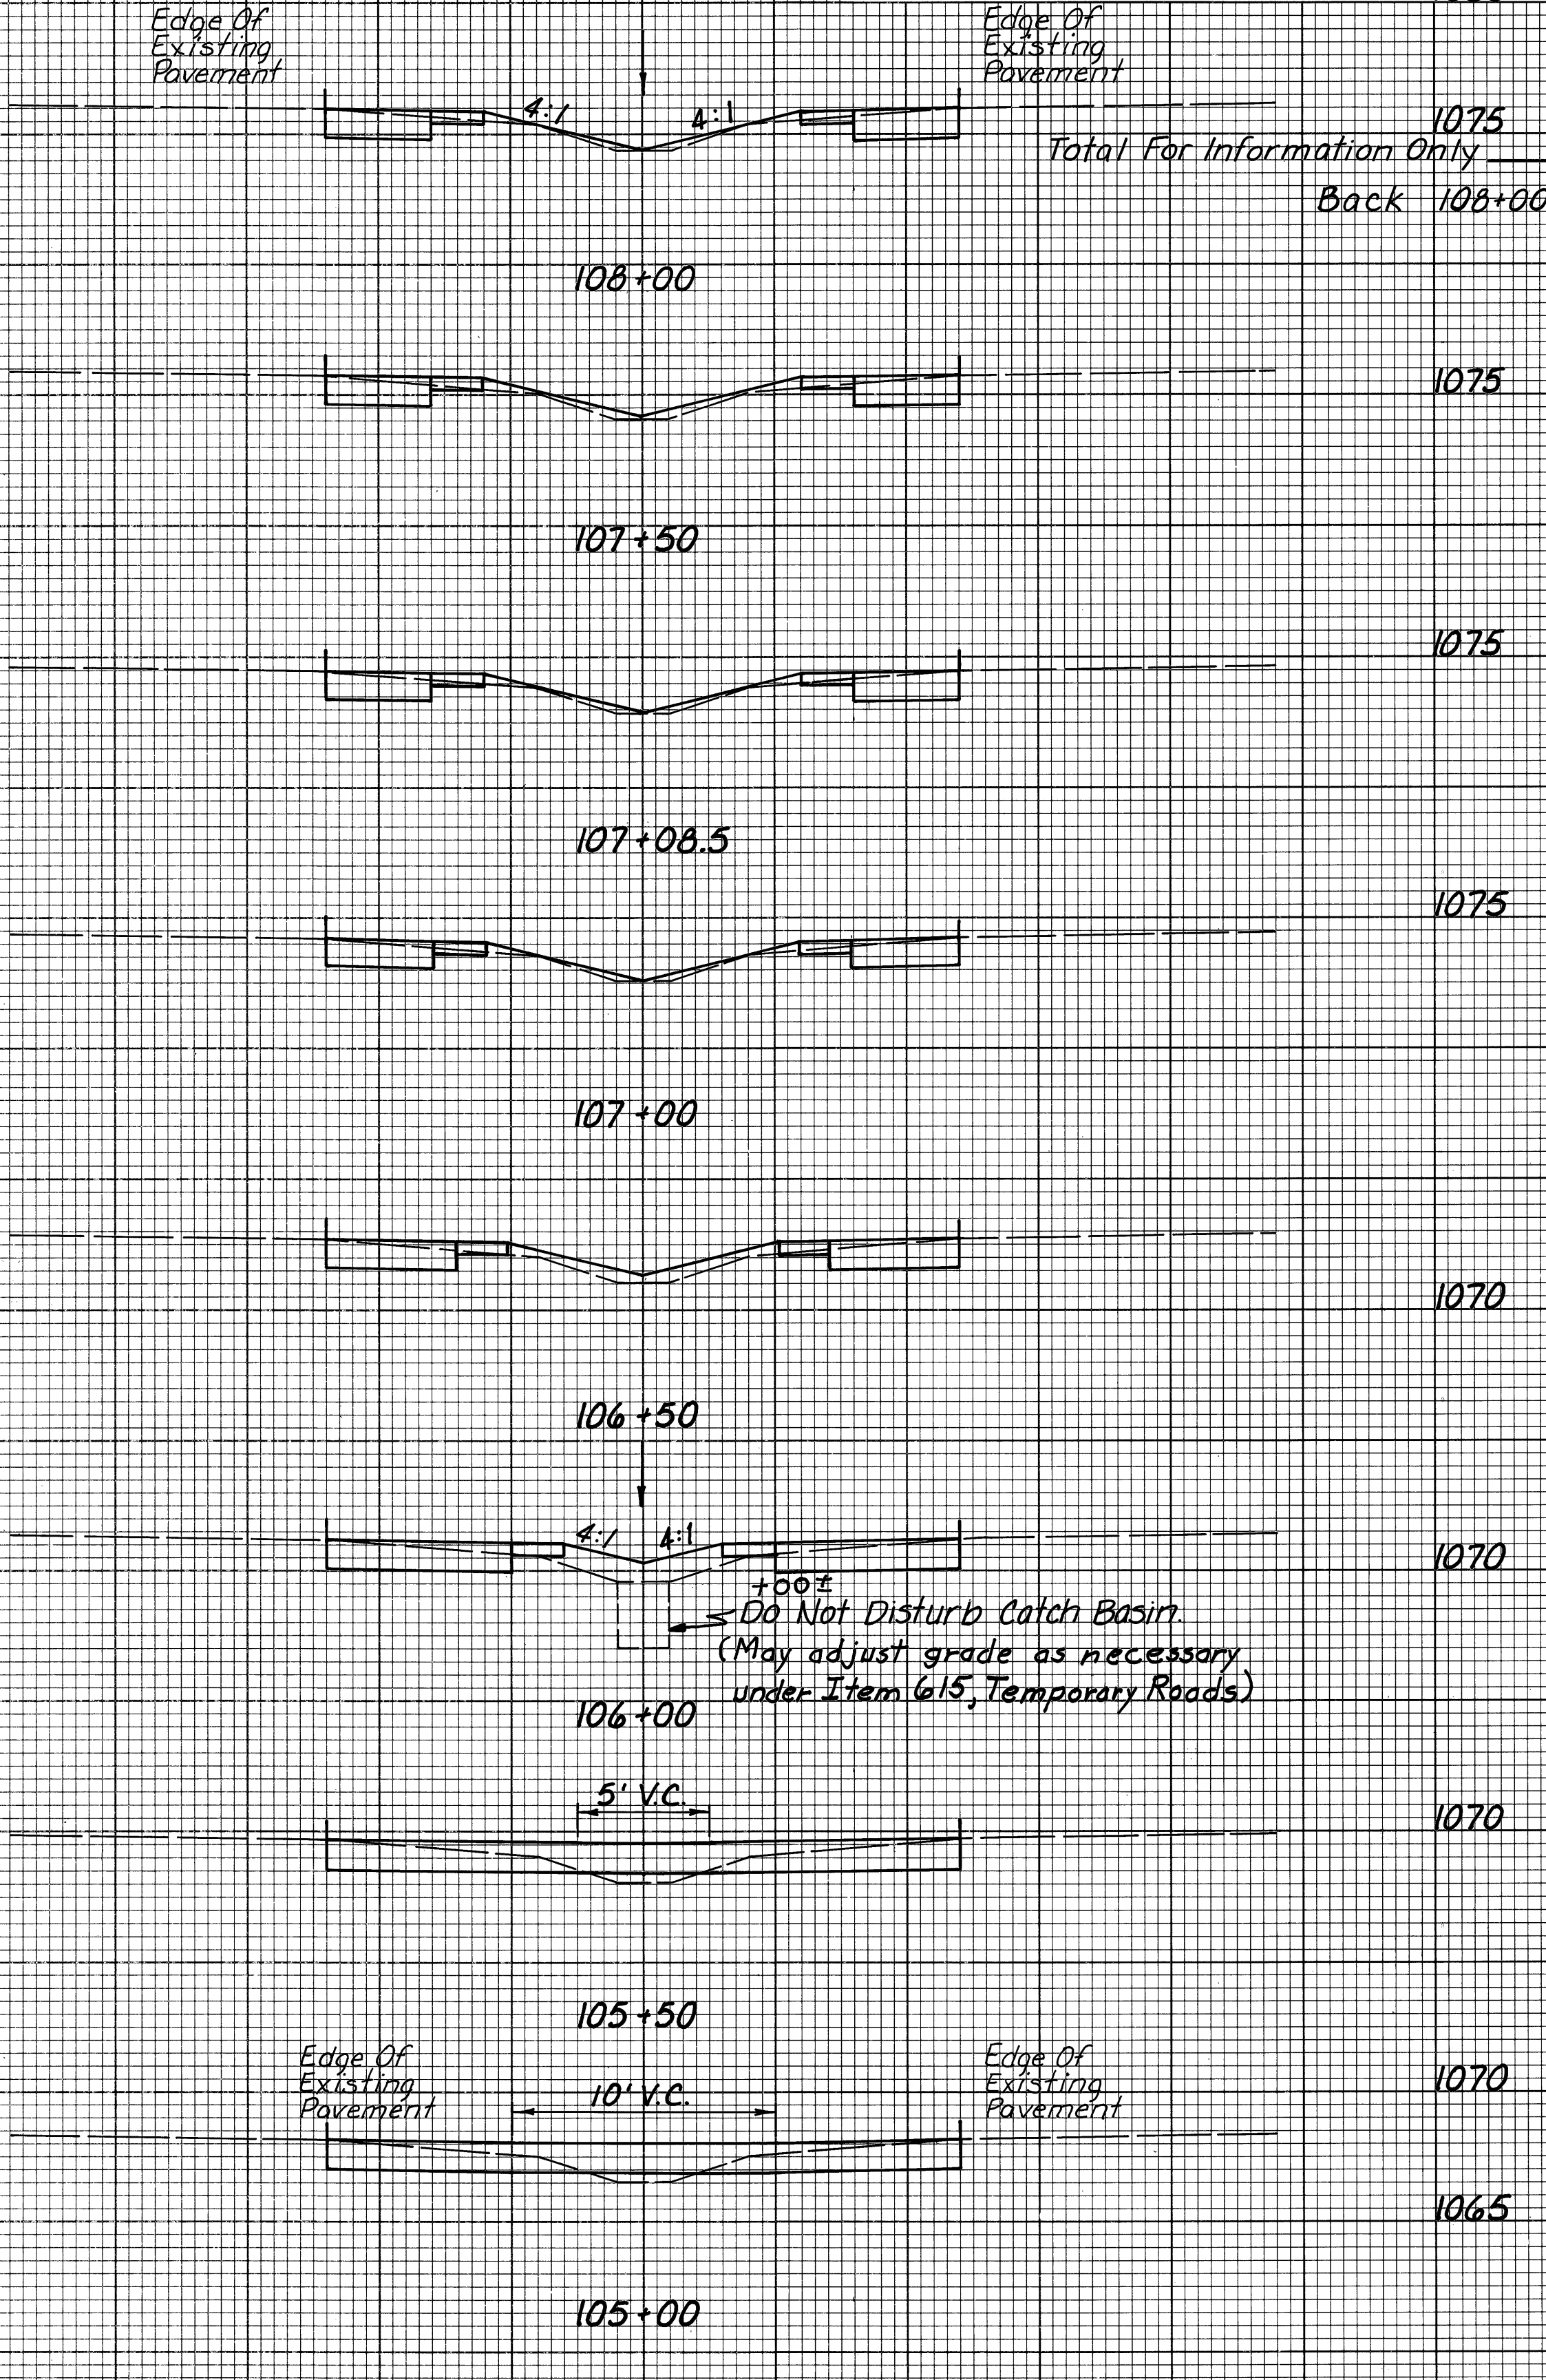 Edge Of
Existing
Pavement
Edge Of
Existing
Pavement
4:1
4:1
1075
Total For Information Only
Back 108+00
108+00
1075
107+50
1075
107+08.5
1075
107+00
1070
106+50
4:1
4:1
1070
+00±
Do Not Disturb Catch Basin.
(May adjust grade as necessary
under Item 615, Temporary Roads)
106+00
5' V.C.
1070
105+50
Edge Of
Existing
Pavement
Edge Of
Existing
Pavement
1070
10' V.C.
1065
105+00